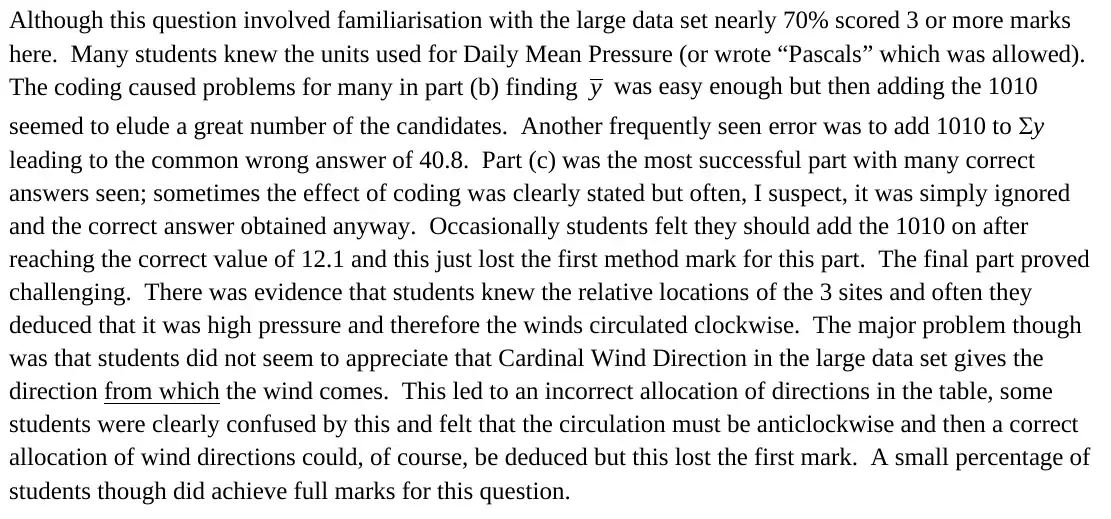 Although this question involved familiarisation with the large data set nearly 70% scored 3 or more marks
here.  Many students knew the units used for Daily Mean Pressure (or wrote “Pascals” which was allowed).
The coding caused problems for many in part (b) finding y̅ was easy enough but then adding the 1010
seemed to elude a great number of the candidates.  Another frequently seen error was to add 1010 to Σy
leading to the common wrong answer of 40.8.  Part (c) was the most successful part with many correct
answers seen; sometimes the effect of coding was clearly stated but often, I suspect, it was simply ignored
and the correct answer obtained anyway.  Occasionally students felt they should add the 1010 on after
reaching the correct value of 12.1 and this just lost the first method mark for this part.  The final part proved
challenging.  There was evidence that students knew the relative locations of the 3 sites and often they
deduced that it was high pressure and therefore the winds circulated clockwise.  The major problem though
was that students did not seem to appreciate that Cardinal Wind Direction in the large data set gives the
direction from which the wind comes.  This led to an incorrect allocation of directions in the table, some
students were clearly confused by this and felt that the circulation must be anticlockwise and then a correct
allocation of wind directions could, of course, be deduced but this lost the first mark.  A small percentage of
students though did achieve full marks for this question.